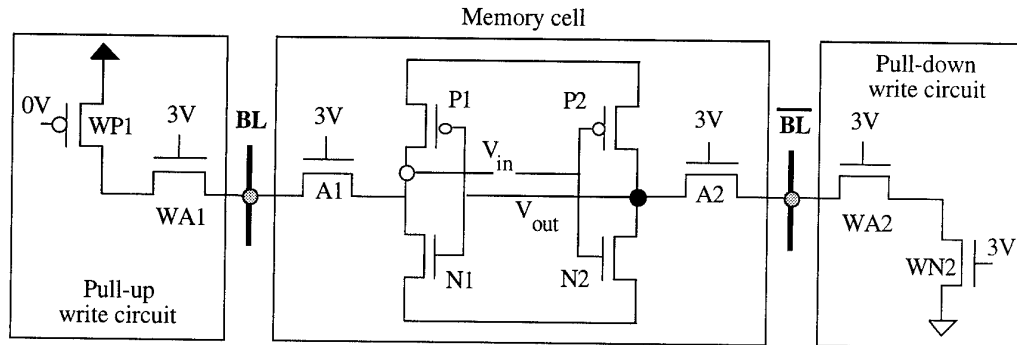 Memory cell
0V
WP1
3V
WA1
BL
Pull-up
write circuit
3V
A1
P1
P2
V_in
V_out
N1
N2
3V
A2
BL
Pull-down
write circuit
3V
WA2
WN2
3V